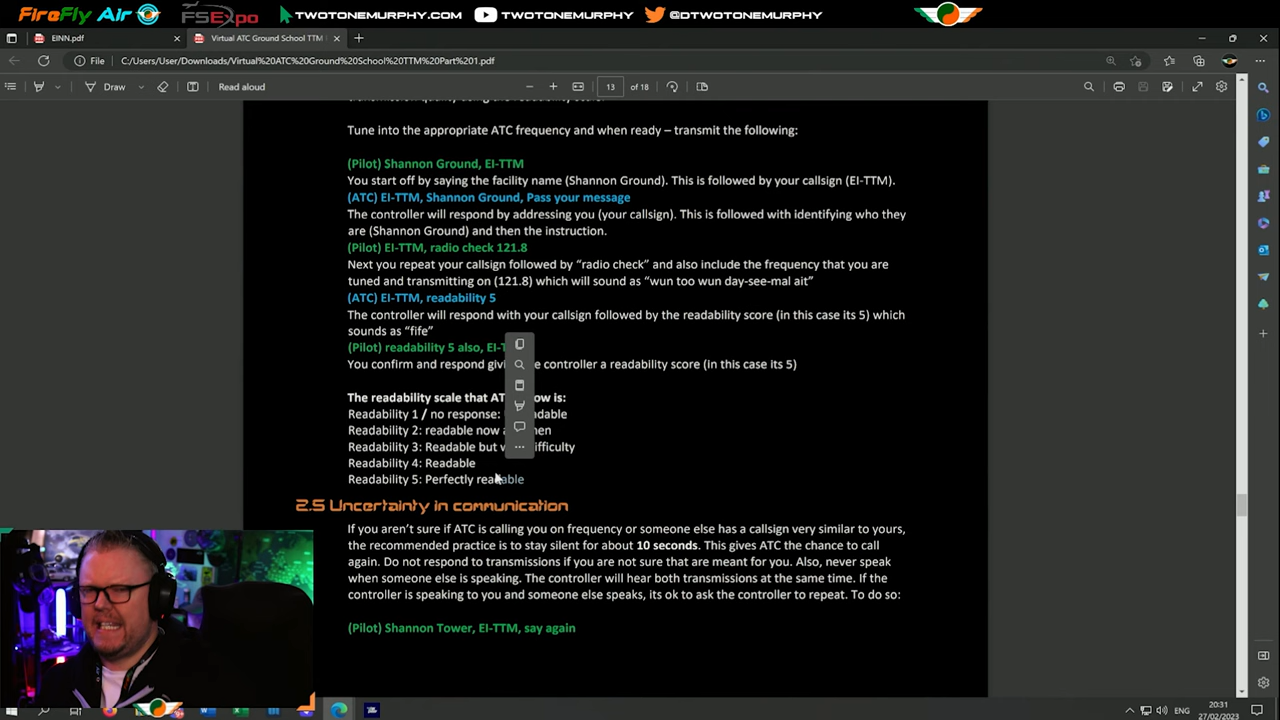 FireFly Air FSExpo TWOTONEMURPHY.COM TWOTONEMURPHY @DTWOTONEMURPHY
EINN.pdf Virtual ATC Ground School TTM
File C:/Users/User/Downloads/Virtual%20ATC%20Ground%20School%20TTM%20Part%201.pdf
Draw Read aloud 13 of 18
Tune into the appropriate ATC frequency and when ready – transmit the following:
(Pilot) Shannon Ground, EI-TTM
You start off by saying the facility name (Shannon Ground). This is followed by your callsign (EI-TTM).
(ATC) EI-TTM, Shannon Ground, Pass your message
The controller will respond by addressing you (your callsign). This is followed with identifying who they
are (Shannon Ground) and then the instruction.
(Pilot) EI-TTM, radio check 121.8
Next you repeat your callsign followed by “radio check” and also include the frequency that you are
tuned and transmitting on (121.8) which will sound as “wun too wun day-see-mal ait”
(ATC) EI-TTM, readability 5
The controller will respond with your callsign followed by the readability score (in this case its 5) which
sounds as “fife”
(Pilot) readability 5 also,
You confirm and respond controller a readability score (in this case its 5)
The readability scale that is:
Readability 1 / no response:
Readability 2: readable now
Readability 3: Readable but
Readability 4: Readable
Readability 5: Perfectly readable
2.5 Uncertainty in communication
If you aren’t sure if ATC is calling you on frequency or someone else has a callsign very similar to yours,
the recommended practice is to stay silent for about 10 seconds. This gives ATC the chance to call
again. Do not respond to transmissions if you are not sure that are meant for you. Also, never speak
when someone else is speaking. The controller will hear both transmissions at the same time. If the
controller is speaking to you and someone else speaks, its ok to ask the controller to repeat. To do so:
(Pilot) Shannon Tower, EI-TTM, say again
ENG
20:31
27/02/2023